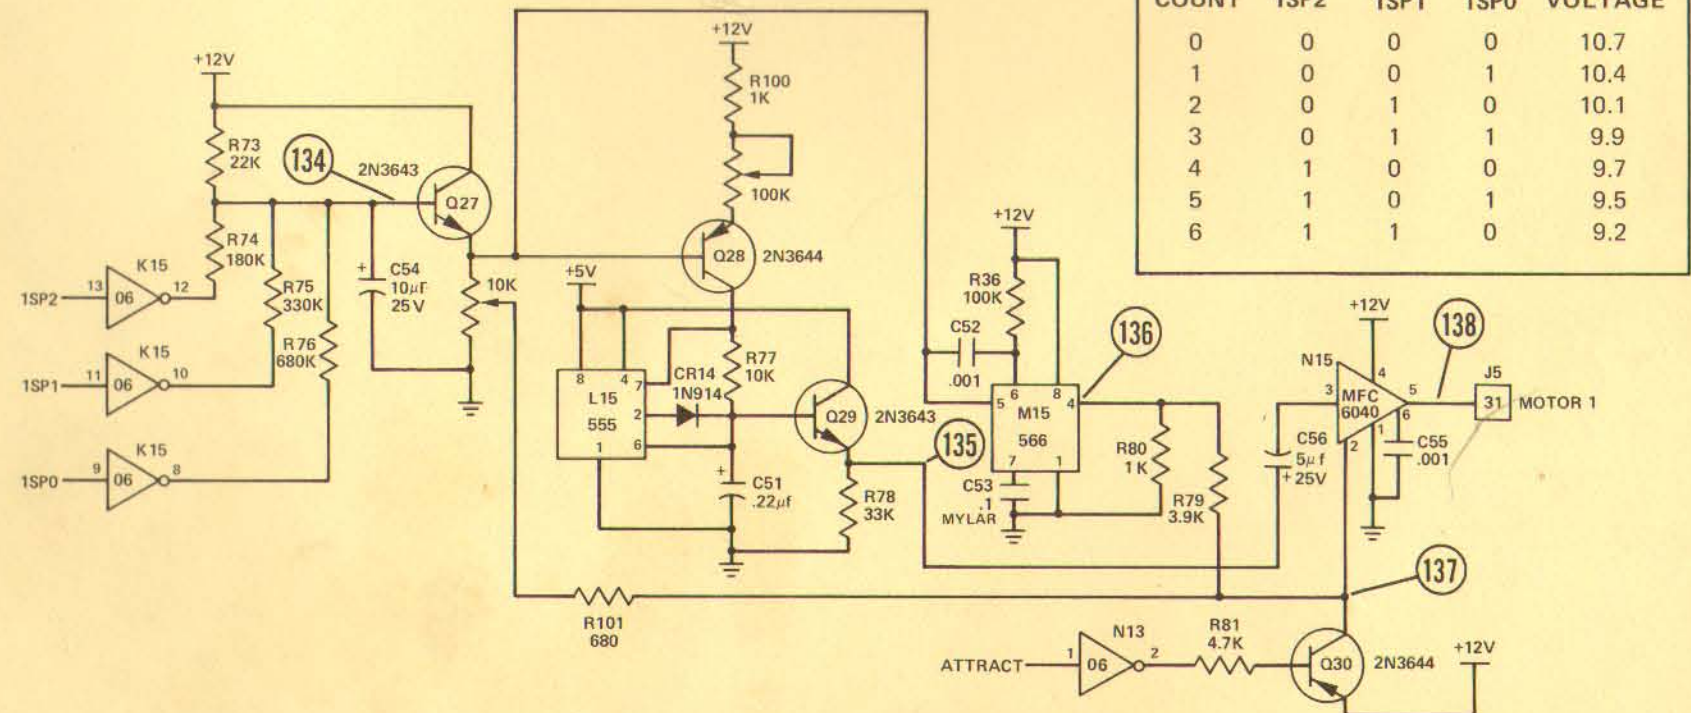 COUNT 1SP2 1SP1 1SP0 VOLTAGE
0 0 0 0 10.7
1 0 0 1 10.4
2 0 1 0 10.1
3 0 1 1 9.9
4 1 0 0 9.7
5 1 0 1 9.5
6 1 1 0 9.2
+12V
R73
22K
134
2N3643
Q27
R74
180K
R75
330K
R76
680K
+
C54
10µF
25V
10K
1SP2
13
K15
06
12
1SP1
11
K15
06
10
1SP0
9
K15
06
8
+12V
R100
1K
100K
Q28
2N3644
+5V
8
4
7
L15
555
2
1
6
CR14
1N914
R77
10K
Q29
2N3643
135
+
C51
.22µf
R78
33K
+12V
R36
100K
C52
.001
5
6
8
4
M15
566
7
1
136
C53
.1
MYLAR
R80
1K
R79
3.9K
+12V
N15
4
3
MFC
6040
5
6
1
2
138
J5
31
MOTOR 1
C56
5µf
+ 25V
C55
.001
137
R101
680
ATTRACT
1
N13
06
2
R81
4.7K
Q30
2N3644
+12V